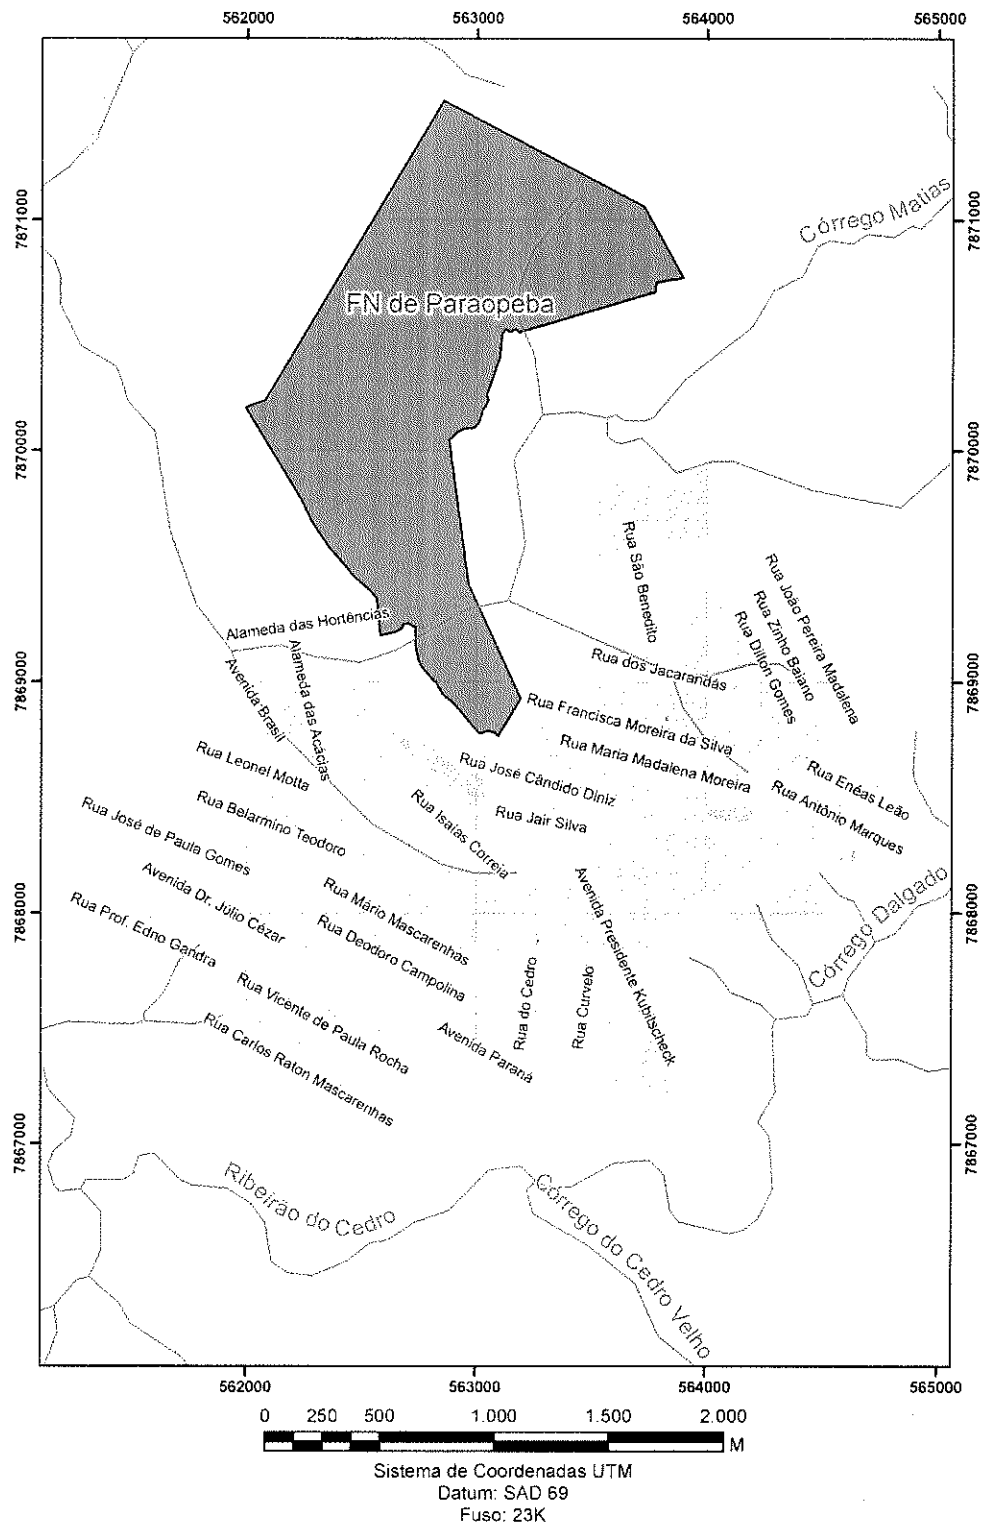 562000
563000
564000
565000
7871000
7871000
Córrego Matias
FN de Paraopeba
7870000
7870000
Rua São Benedito
Rua João Pereira Madalena
Rua Zinho Baiano
Rua Dillon Gomes
Alameda das Hortências
Alameda das Acácias
Avenida Brasil
Rua dos Jacarandás
7869000
7869000
Rua Francisca Moreira da Silva
Rua Maria Madalena Moreira
Rua Leonel Motta
Rua José Cândido Diniz
Rua Enéas Leão
Rua Antônio Marques
Rua Belarmino Teodoro
Rua Isaías Correia
Rua Jair Silva
Rua José de Paula Gomes
Avenida Dr. Júlio Cézar
Rua Mário Mascarenhas
Avenida Presidente Kubitscheck
Córrego Dalgado
7868000
7868000
Rua Prof. Edno Gandra
Rua Deodoro Campolina
Rua do Cedro
Rua Curvelo
Rua Vicente de Paula Rocha
Rua Carlos Raton Mascarenhas
Avenida Paraná
7867000
7867000
Ribeirão do Cedro
Córrego do Cedro Velho
562000
563000
564000
565000
0 250 500 1.000 1.500 2.000
M
Sistema de Coordenadas UTM
Datum: SAD 69
Fuso: 23K